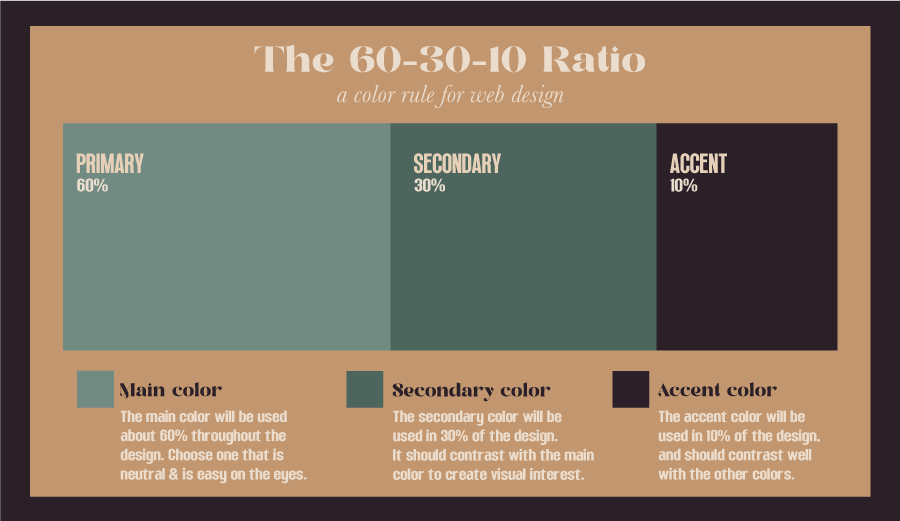 The 60-30-10 Ratio
a color rule for web design
PRIMARY
60%
SECONDARY
30%
ACCENT
10%
Main color
The main color will be used
about 60% throughout the
design. Choose one that is
neutral & is easy on the eyes.
Secondary color
The secondary color will be
used in 30% of the design.
It should contrast with the main
color to create visual interest.
Accent color
The accent color will be
used in 10% of the design.
and should contrast well
with the other colors.